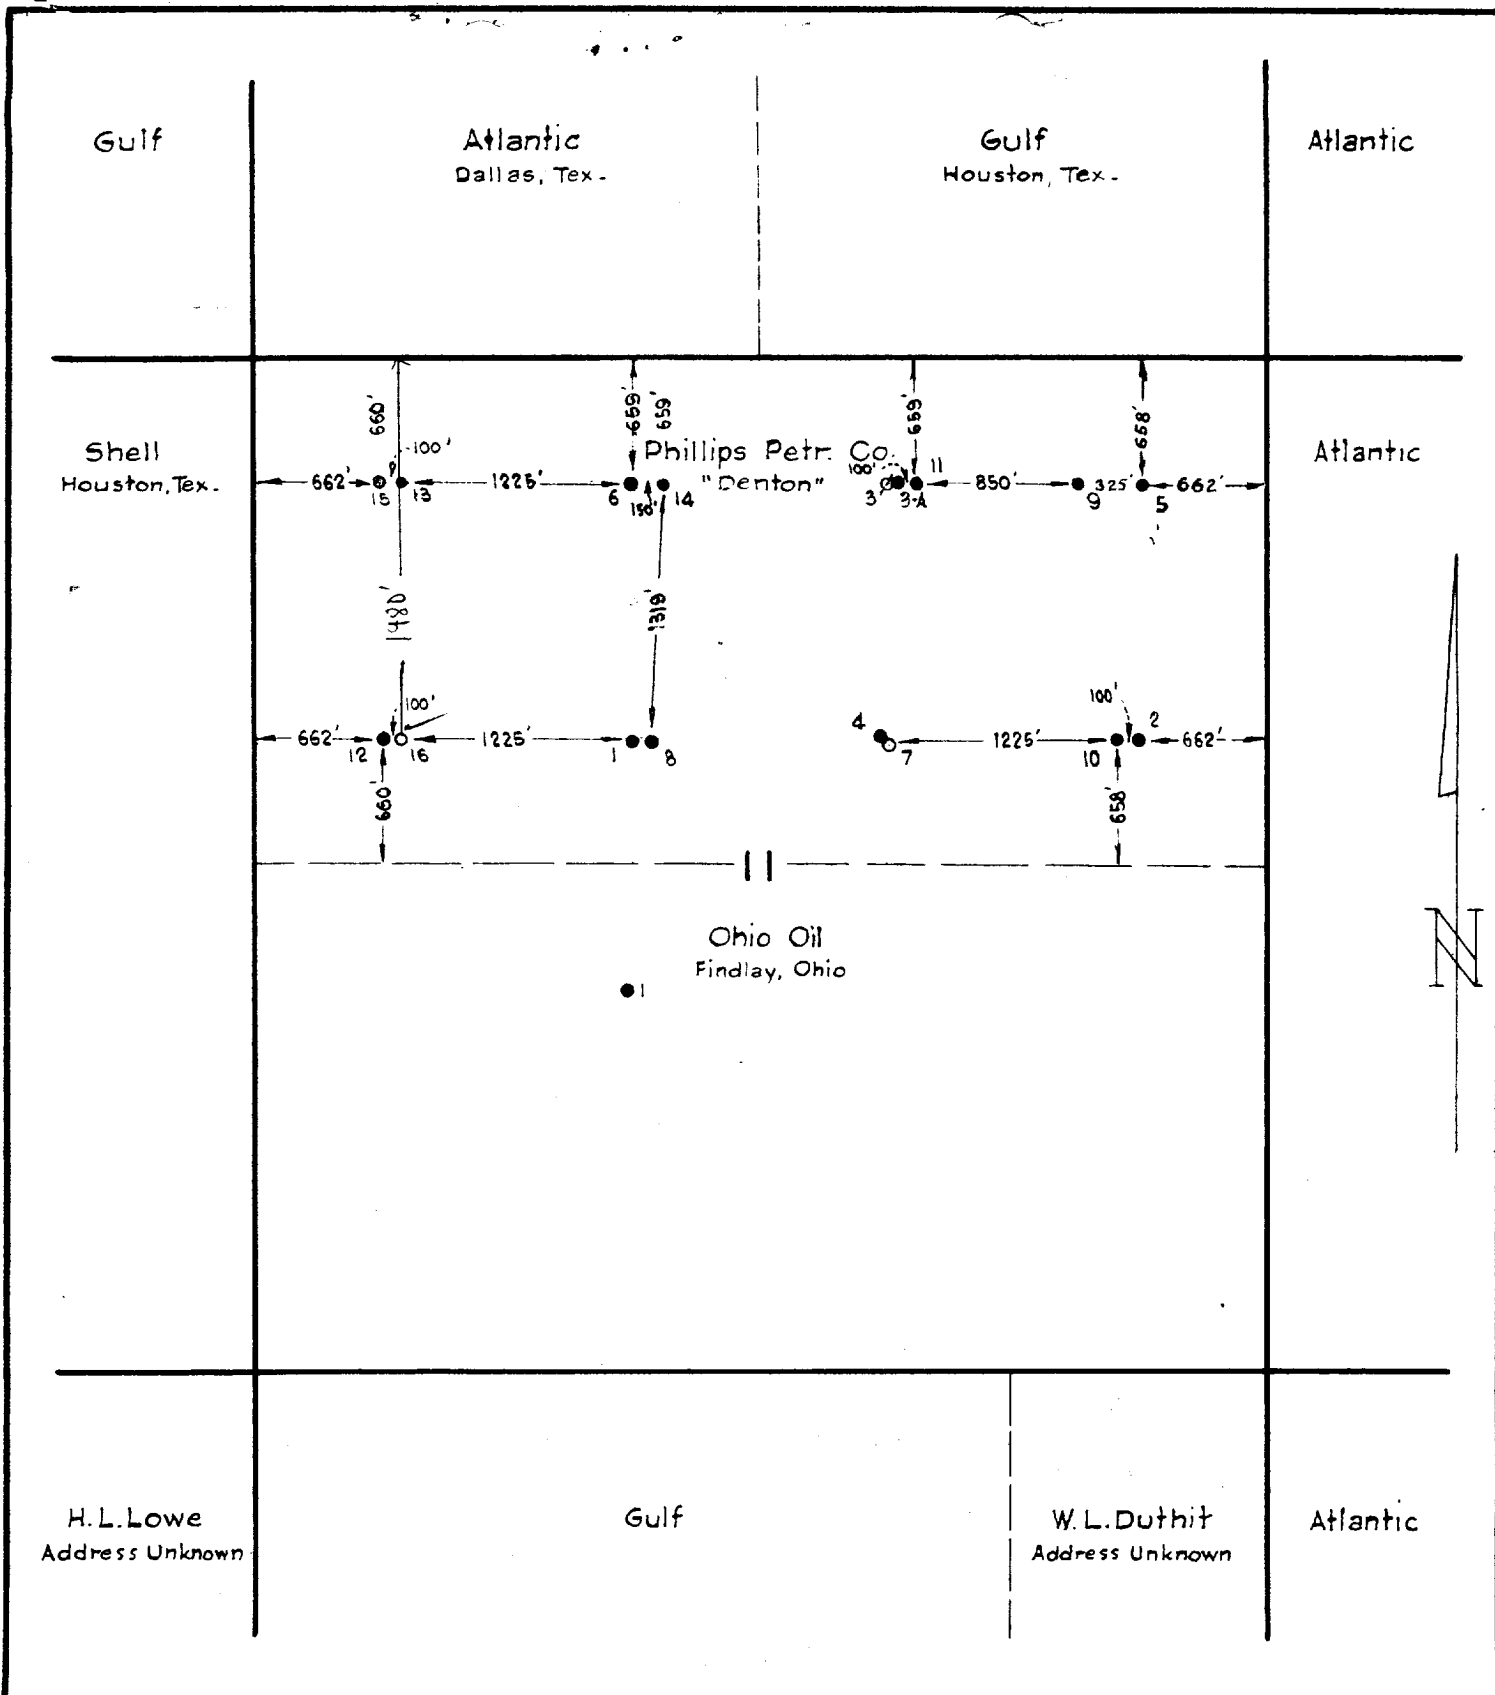 Gulf
Atlantic
Dallas, Tex.
Gulf
Houston, Tex.
Atlantic
Shell
Houston, Tex.
660'
100'
659'
659'
Phillips Petr. Co.
"Denton"
659'
658'
Atlantic
662'
15
13
1225'
6
150'
14
100'
3
3-A
11
850'
9
325'
5
662'
1980'
1319'
662'
12
100'
16
1225'
1
8
4
7
1225'
100'
10
2
662'
660'
658'
11
Ohio Oil
Findlay, Ohio
1
N
H.L.Lowe
Address Unknown
Gulf
W.L.Duthit
Address Unknown
Atlantic